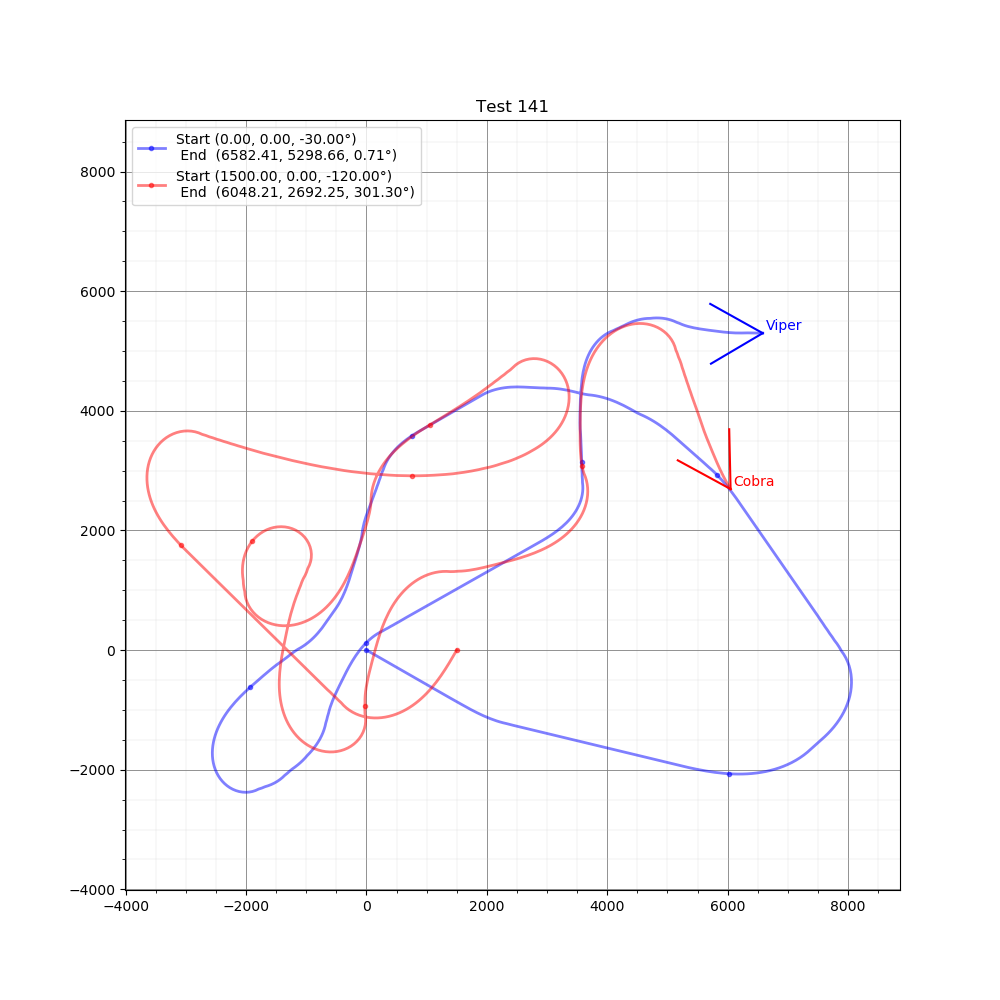 Test 141
Start (0.00, 0.00, -30.00°)
End (6582.41, 5298.66, 0.71°)
Start (1500.00, 0.00, -120.00°)
End (6048.21, 2692.25, 301.30°)
8000
6000
4000
2000
0
−2000
−4000
Viper
Cobra
−4000 −2000 0 2000 4000 6000 8000